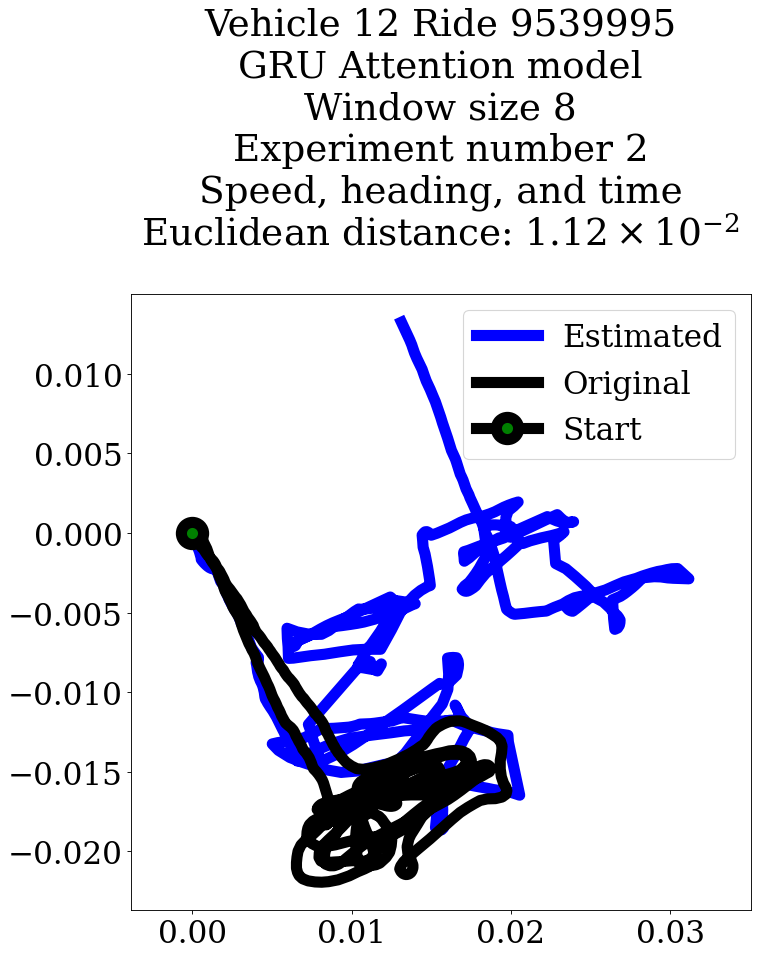 Vehicle 12 Ride 9539995
GRU Attention model
Window size 8
Experiment number 2
Speed, heading, and time
Euclidean distance: 1.12 × 10⁻²
Estimated
Original
Start
0.010
0.005
0.000
−0.005
−0.010
−0.015
−0.020
0.00 0.01 0.02 0.03